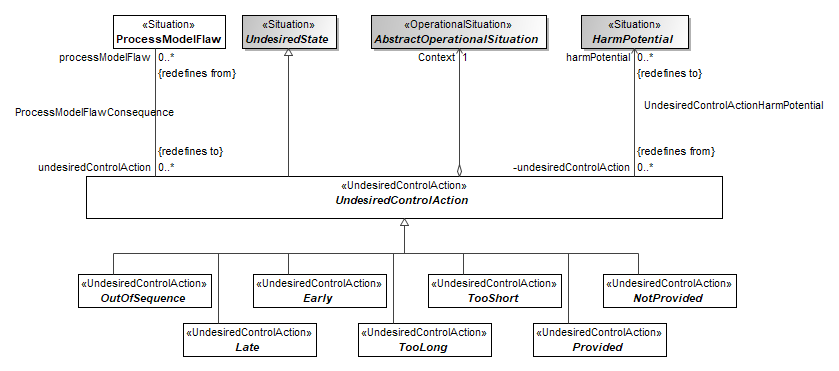 «Situation»
ProcessModelFlaw
«Situation»
UndesiredState
«OperationalSituation»
AbstractOperationalSituation
«Situation»
HarmPotential
processModelFlaw 0..*
Context 1
harmPotential 0..*
{redefines from}
{redefines to}
ProcessModelFlawConsequence
UndesiredControlActionHarmPotential
{redefines to}
{redefines from}
undesiredControlAction 0..*
-undesiredControlAction 0..*
«UndesiredControlAction»
UndesiredControlAction
«UndesiredControlAction»
OutOfSequence
«UndesiredControlAction»
Early
«UndesiredControlAction»
TooShort
«UndesiredControlAction»
NotProvided
«UndesiredControlAction»
Late
«UndesiredControlAction»
TooLong
«UndesiredControlAction»
Provided